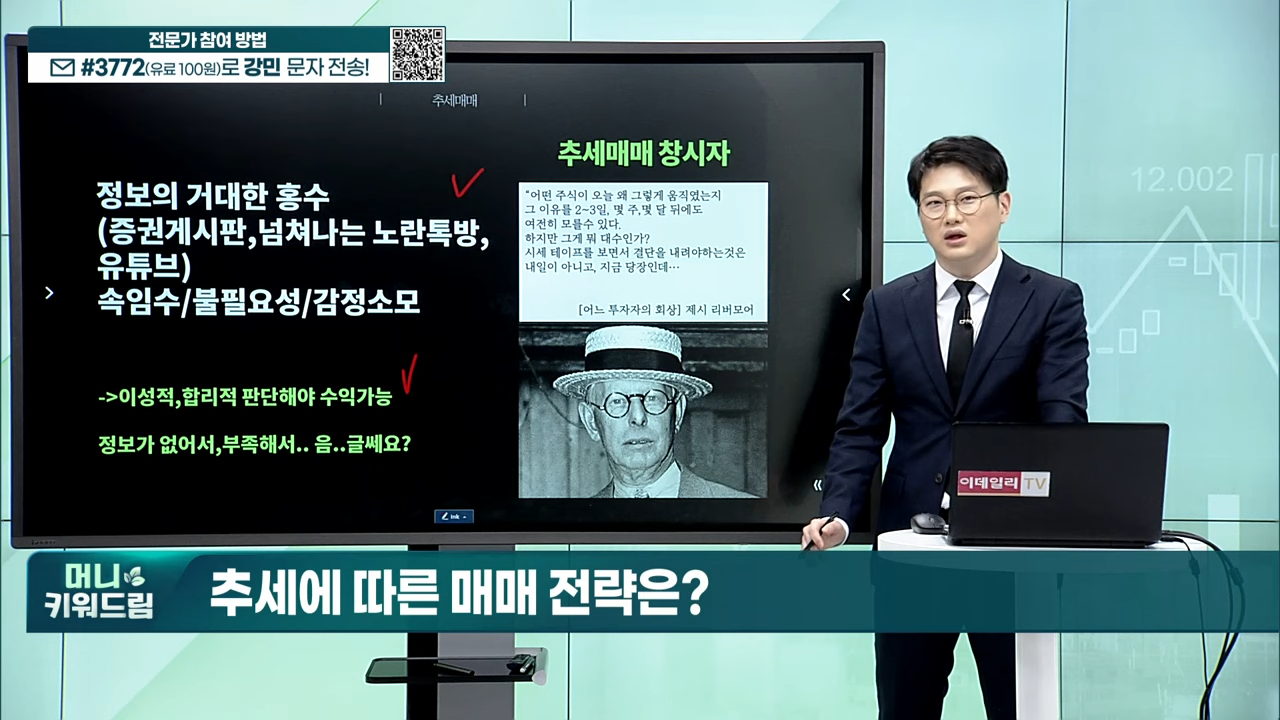 전문가 참여 방법
#3772(유료 100원)로 강민 문자 전송!
추세매매
12.002
추세매매 창시자
정보의 거대한 홍수
(증권게시판,넘쳐나는 노란톡방,
유튜브)
속임수/불필요성/감정소모
->이성적,합리적 판단해야 수익가능
정보가 없어서,부족해서.. 음..글쎄요?
“어떤 주식이 오늘 왜 그렇게 움직였는지
그 이유를 2~3일, 몇 주,몇 달 뒤에도
여전히 모를수 있다.
하지만 그게 뭐 대수인가?
시세 테이프를 보면서 결단을 내려야하는것은
내일이 아니고, 지금 당장인데…
[어느 투자자의 회상] 제시 리버모어
Ink
이데일리 TV
머니
키워드림
추세에 따른 매매 전략은?